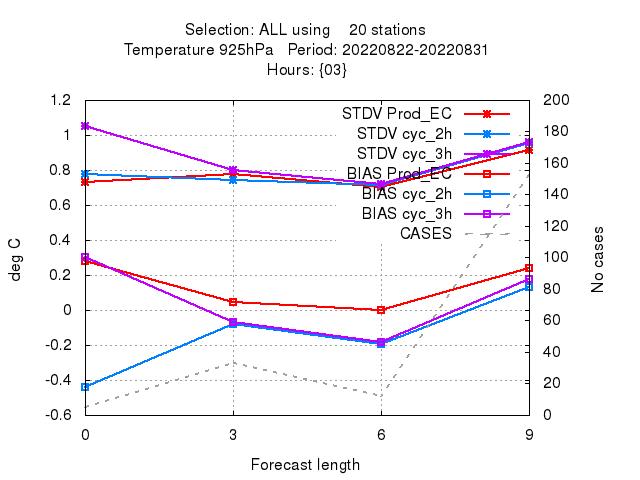 Selection: ALL using    20 stations
Temperature 925hPa   Period: 20220822-20220831
Hours: {03}
1.2
1
0.8
0.6
0.4
0.2
0
-0.2
-0.4
-0.6
deg C
STDV Prod_EC
STDV cyc_2h
STDV cyc_3h
BIAS Prod_EC
BIAS cyc_2h
BIAS cyc_3h
CASES
200
180
160
140
120
100
80
60
40
20
0
No cases
0 3 6 9
Forecast length